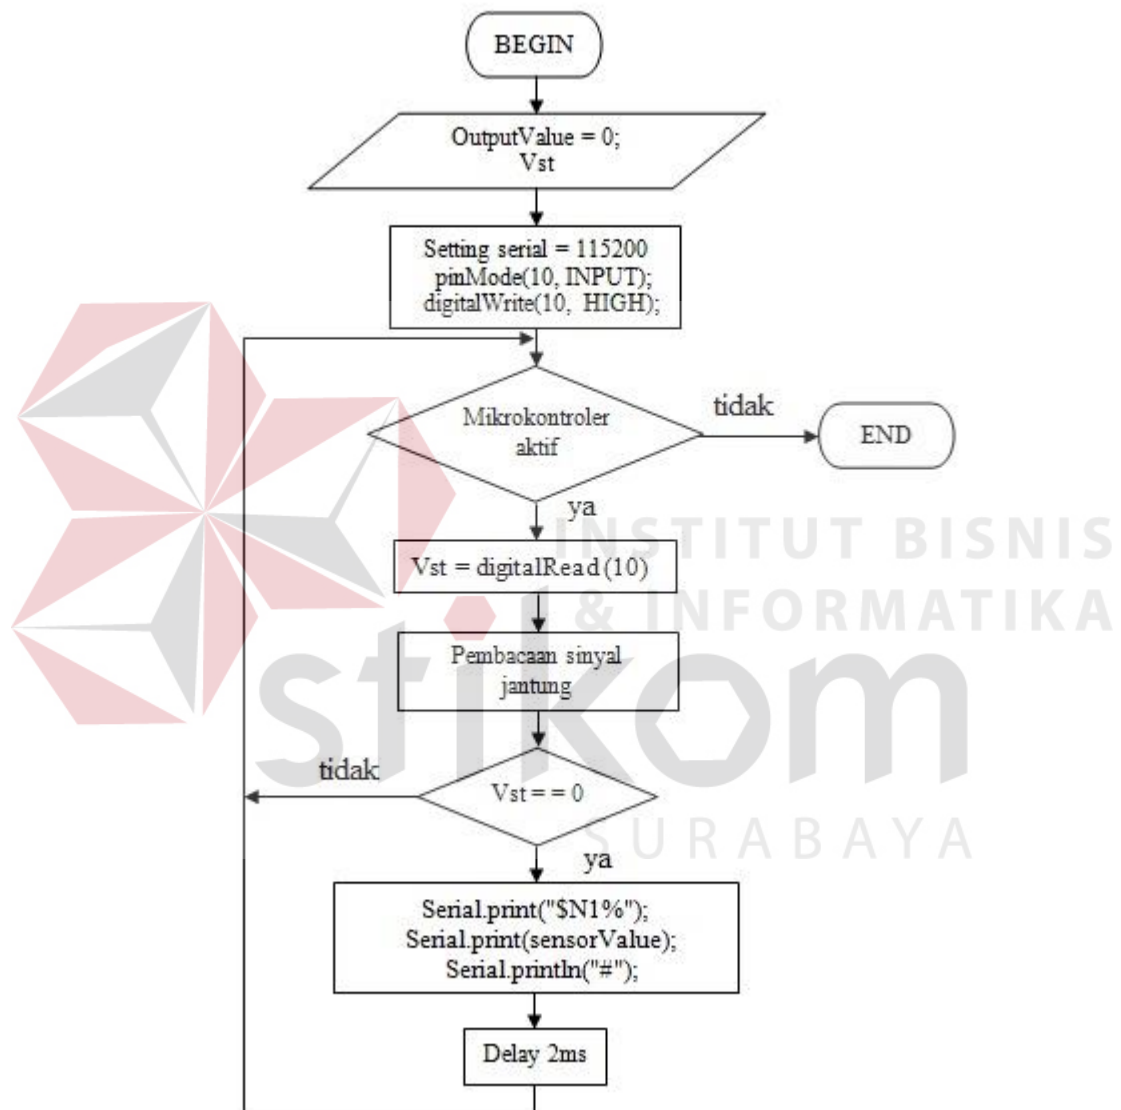 BEGIN
OutputValue = 0;
Vst
Setting serial = 115200
pinMode(10, INPUT);
digitalWrite(10, HIGH);
Mikrokontroler
aktif
tidak
END
ya
Vst = digitalRead (10)
Pembacaan sinyal
jantung
tidak
Vst = = 0
ya
Serial.print("$N1%");
Serial.print(sensorValue);
Serial.println("#");
Delay 2ms
INSTITUT BISNIS
& INFORMATIKA
stikom
SURABAYA